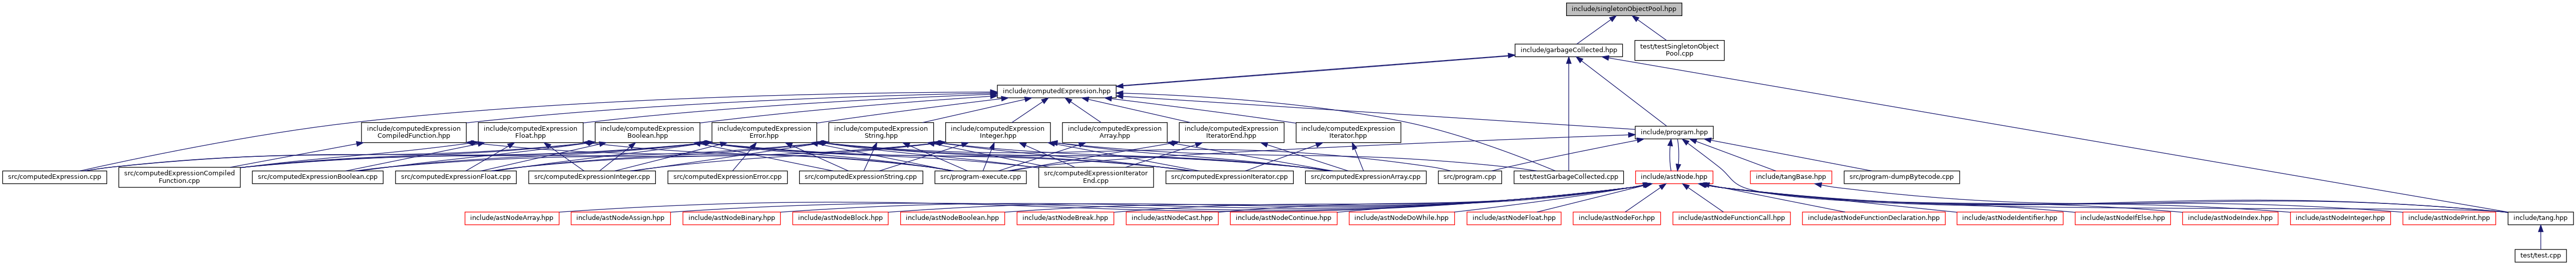 include/singletonObjectPool.hpp
include/garbageCollected.hpp
test/testSingletonObject
Pool.cpp
include/computedExpression.hpp
include/computedExpression
CompiledFunction.hpp
include/computedExpression
Float.hpp
include/computedExpression
Boolean.hpp
include/computedExpression
Error.hpp
include/computedExpression
String.hpp
include/computedExpression
Integer.hpp
include/computedExpression
Array.hpp
include/computedExpression
IteratorEnd.hpp
include/computedExpression
Iterator.hpp
include/program.hpp
src/computedExpression.cpp
src/computedExpressionCompiled
Function.cpp
src/computedExpressionBoolean.cpp
src/computedExpressionFloat.cpp
src/computedExpressionInteger.cpp
src/computedExpressionError.cpp
src/computedExpressionString.cpp
src/program-execute.cpp
src/computedExpressionIterator
End.cpp
src/computedExpressionIterator.cpp
src/computedExpressionArray.cpp
src/program.cpp
test/testGarbageCollected.cpp
include/astNode.hpp
include/tangBase.hpp
src/program-dumpBytecode.cpp
include/astNodeArray.hpp
include/astNodeAssign.hpp
include/astNodeBinary.hpp
include/astNodeBlock.hpp
include/astNodeBoolean.hpp
include/astNodeBreak.hpp
include/astNodeCast.hpp
include/astNodeContinue.hpp
include/astNodeDoWhile.hpp
include/astNodeFloat.hpp
include/astNodeFor.hpp
include/astNodeFunctionCall.hpp
include/astNodeFunctionDeclaration.hpp
include/astNodeIdentifier.hpp
include/astNodeIfElse.hpp
include/astNodeIndex.hpp
include/astNodeInteger.hpp
include/astNodePrint.hpp
include/tang.hpp
test/test.cpp